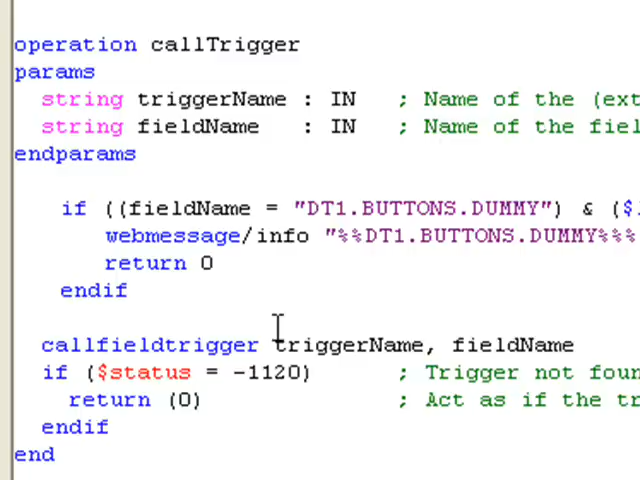 operation callTrigger
params
string triggerName : IN ; Name of the (ext
string fieldName : IN ; Name of the fiel
endparams
if ((fieldName = "DT1.BUTTONS.DUMMY") & ($
webmessage/info "%%DT1.BUTTONS.DUMMY%%%
return 0
endif
callfieldtrigger triggerName, fieldName
if ($status = -1120) ; Trigger not foun
return (0) ; Act as if the tr
endif
end